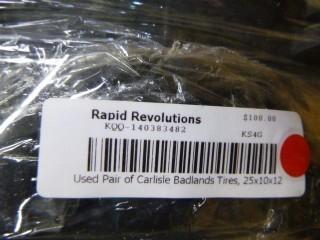 Rapid Revolutions $100.00
KQQ-140383482 KS4G
Used Pair of Carlisle Badlands Tires, 25x10x12